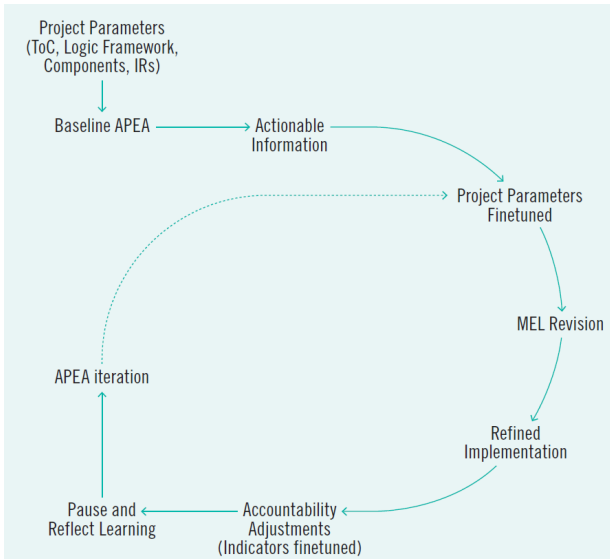 Project Parameters
(ToC, Logic Framework,
Components, IRs)
Baseline APEA
Actionable
Information
Project Parameters
Finetuned
MEL Revision
Refined
Implementation
Accountability
Adjustments
(Indicators finetuned)
Pause and
Reflect Learning
APEA iteration